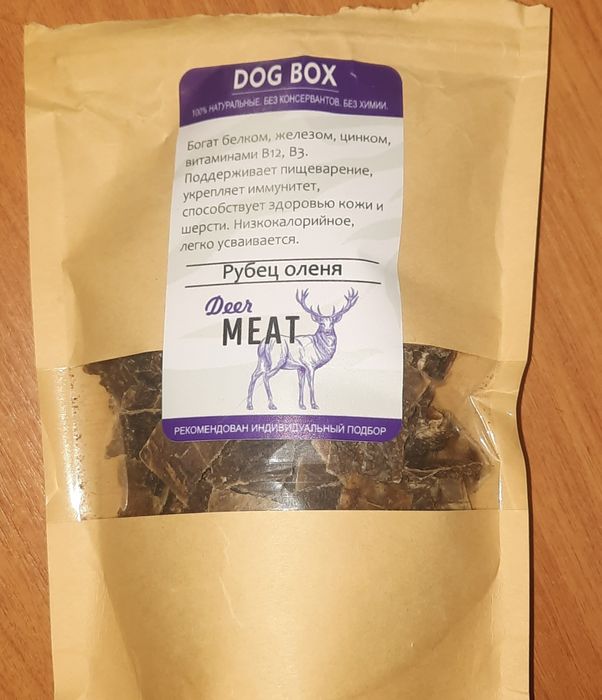 DOG BOX
100% НАТУРАЛЬНЫЕ. БЕЗ КОНСЕРВАНТОВ. БЕЗ ХИМИИ.
Богат белком, железом, цинком,
витаминами B12, B3.
Поддерживает пищеварение,
укрепляет иммунитет,
способствует здоровью кожи и
шерсти. Низкокалорийное,
легко усваивается.
Рубец оленя
Deer
MEAT
РЕКОМЕНДОВАН ИНДИВИДУАЛЬНЫЙ ПОДБОР